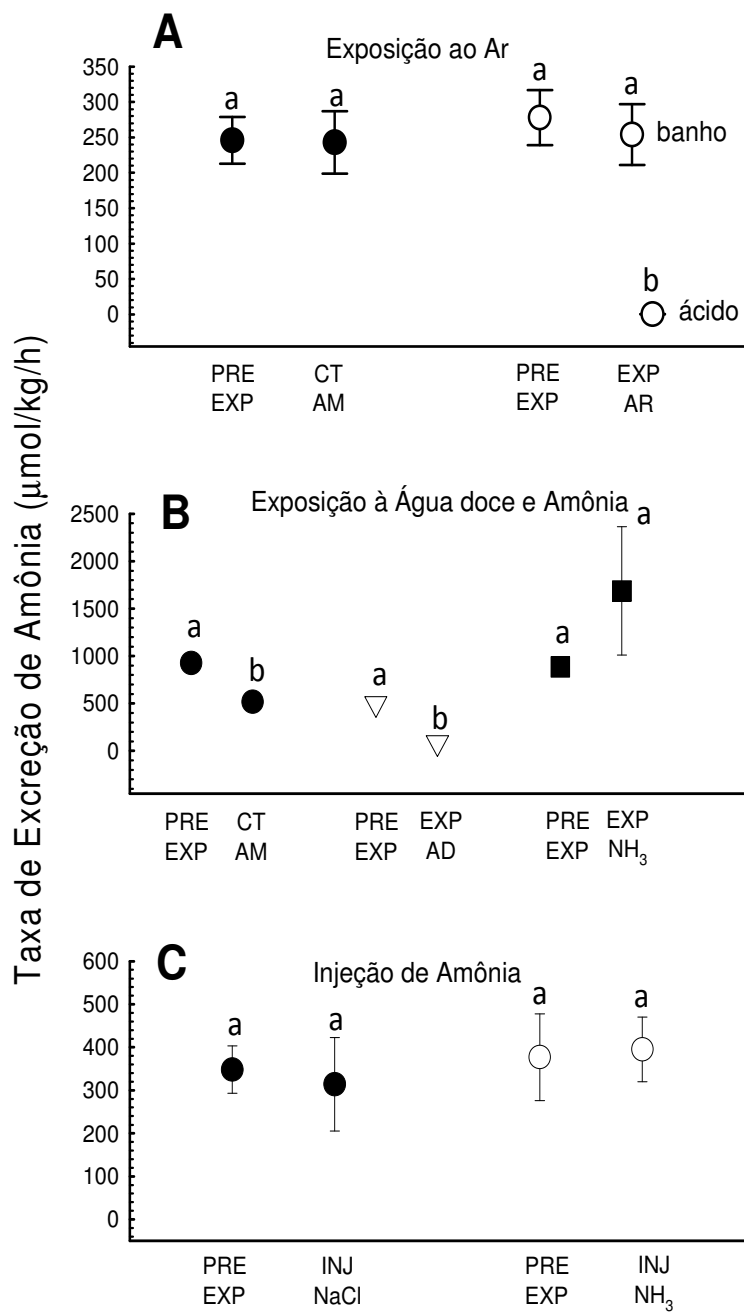 Taxa de Excreção de Amônia (µmol/kg/h)
A
Exposição ao Ar
350
300
250
200
150
100
50
0
a
a
a
a
banho
b
ácido
PRE EXP
CT AM
PRE EXP
EXP AR
B
Exposição à Água doce e Amônia
2500
2000
1500
1000
500
0
a
b
a
b
a
a
PRE EXP
CT AM
PRE EXP
EXP AD
PRE EXP
EXP NH₃
C
Injeção de Amônia
600
500
400
300
200
100
0
a
a
a
a
PRE EXP
INJ NaCl
PRE EXP
INJ NH₃